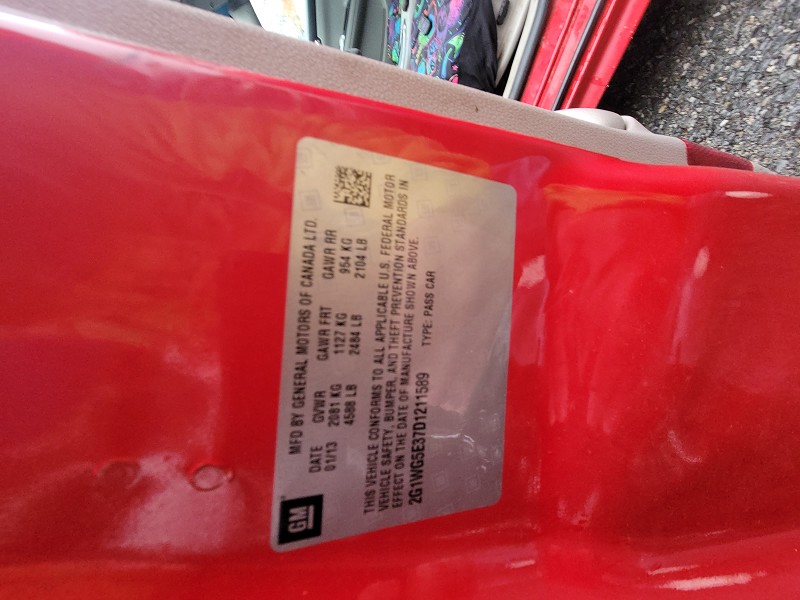 GM
MFD BY GENERAL MOTORS OF CANADA LTD.
DATE GVWR GAWR FRT GAWR RR
01/13 2081 KG 1127 KG 954 KG
4588 LB 2484 LB 2104 LB
THIS VEHICLE CONFORMS TO ALL APPLICABLE U.S. FEDERAL MOTOR
VEHICLE SAFETY, BUMPER, AND THEFT PREVENTION STANDARDS IN
EFFECT ON THE DATE OF MANUFACTURE SHOWN ABOVE.
2G1WG5E37D1211589 TYPE: PASS CAR